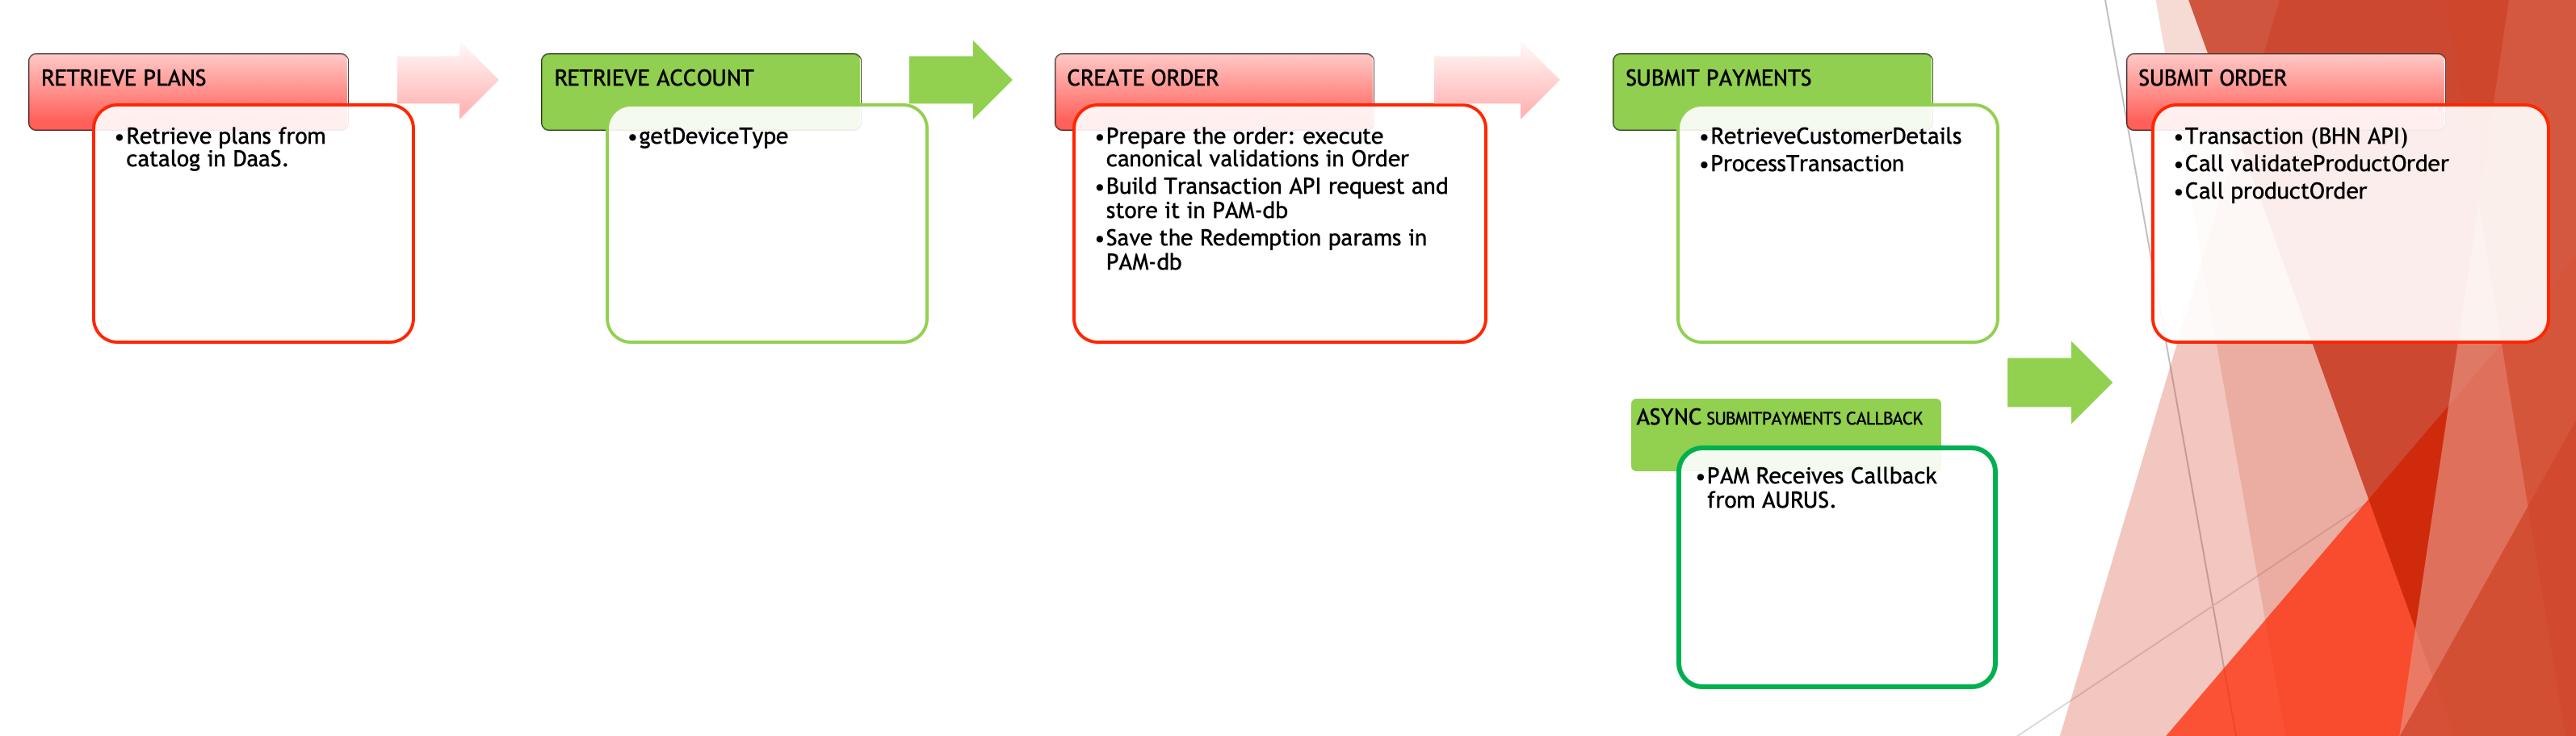 RETRIEVE PLANS
•Retrieve plans from
catalog in DaaS.
RETRIEVE ACCOUNT
•getDeviceType
CREATE ORDER
•Prepare the order: execute
canonical validations in Order
•Build Transaction API request and
store it in PAM-db
•Save the Redemption params in
PAM-db
SUBMIT PAYMENTS
•RetrieveCustomerDetails
•ProcessTransaction
ASYNC SUBMITPAYMENTS CALLBACK
•PAM Receives Callback
from AURUS.
SUBMIT ORDER
•Transaction (BHN API)
•Call validateProductOrder
•Call productOrder